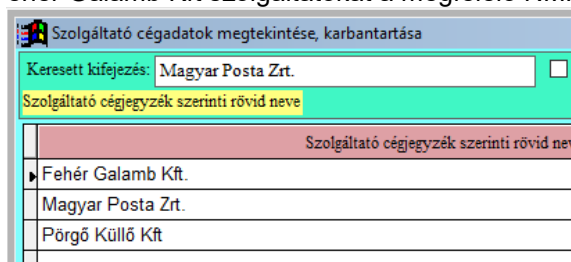 Szolgáltató cégadatok megtekintése, karbantartása
Keresett kifejezés: Magyar Posta Zrt.
Szolgáltató cégjegyzék szerinti rövid neve
Szolgáltató cégjegyzék szerinti rövid nev
Fehér Galamb Kft.
Magyar Posta Zrt.
Pörgő Küllő Kft